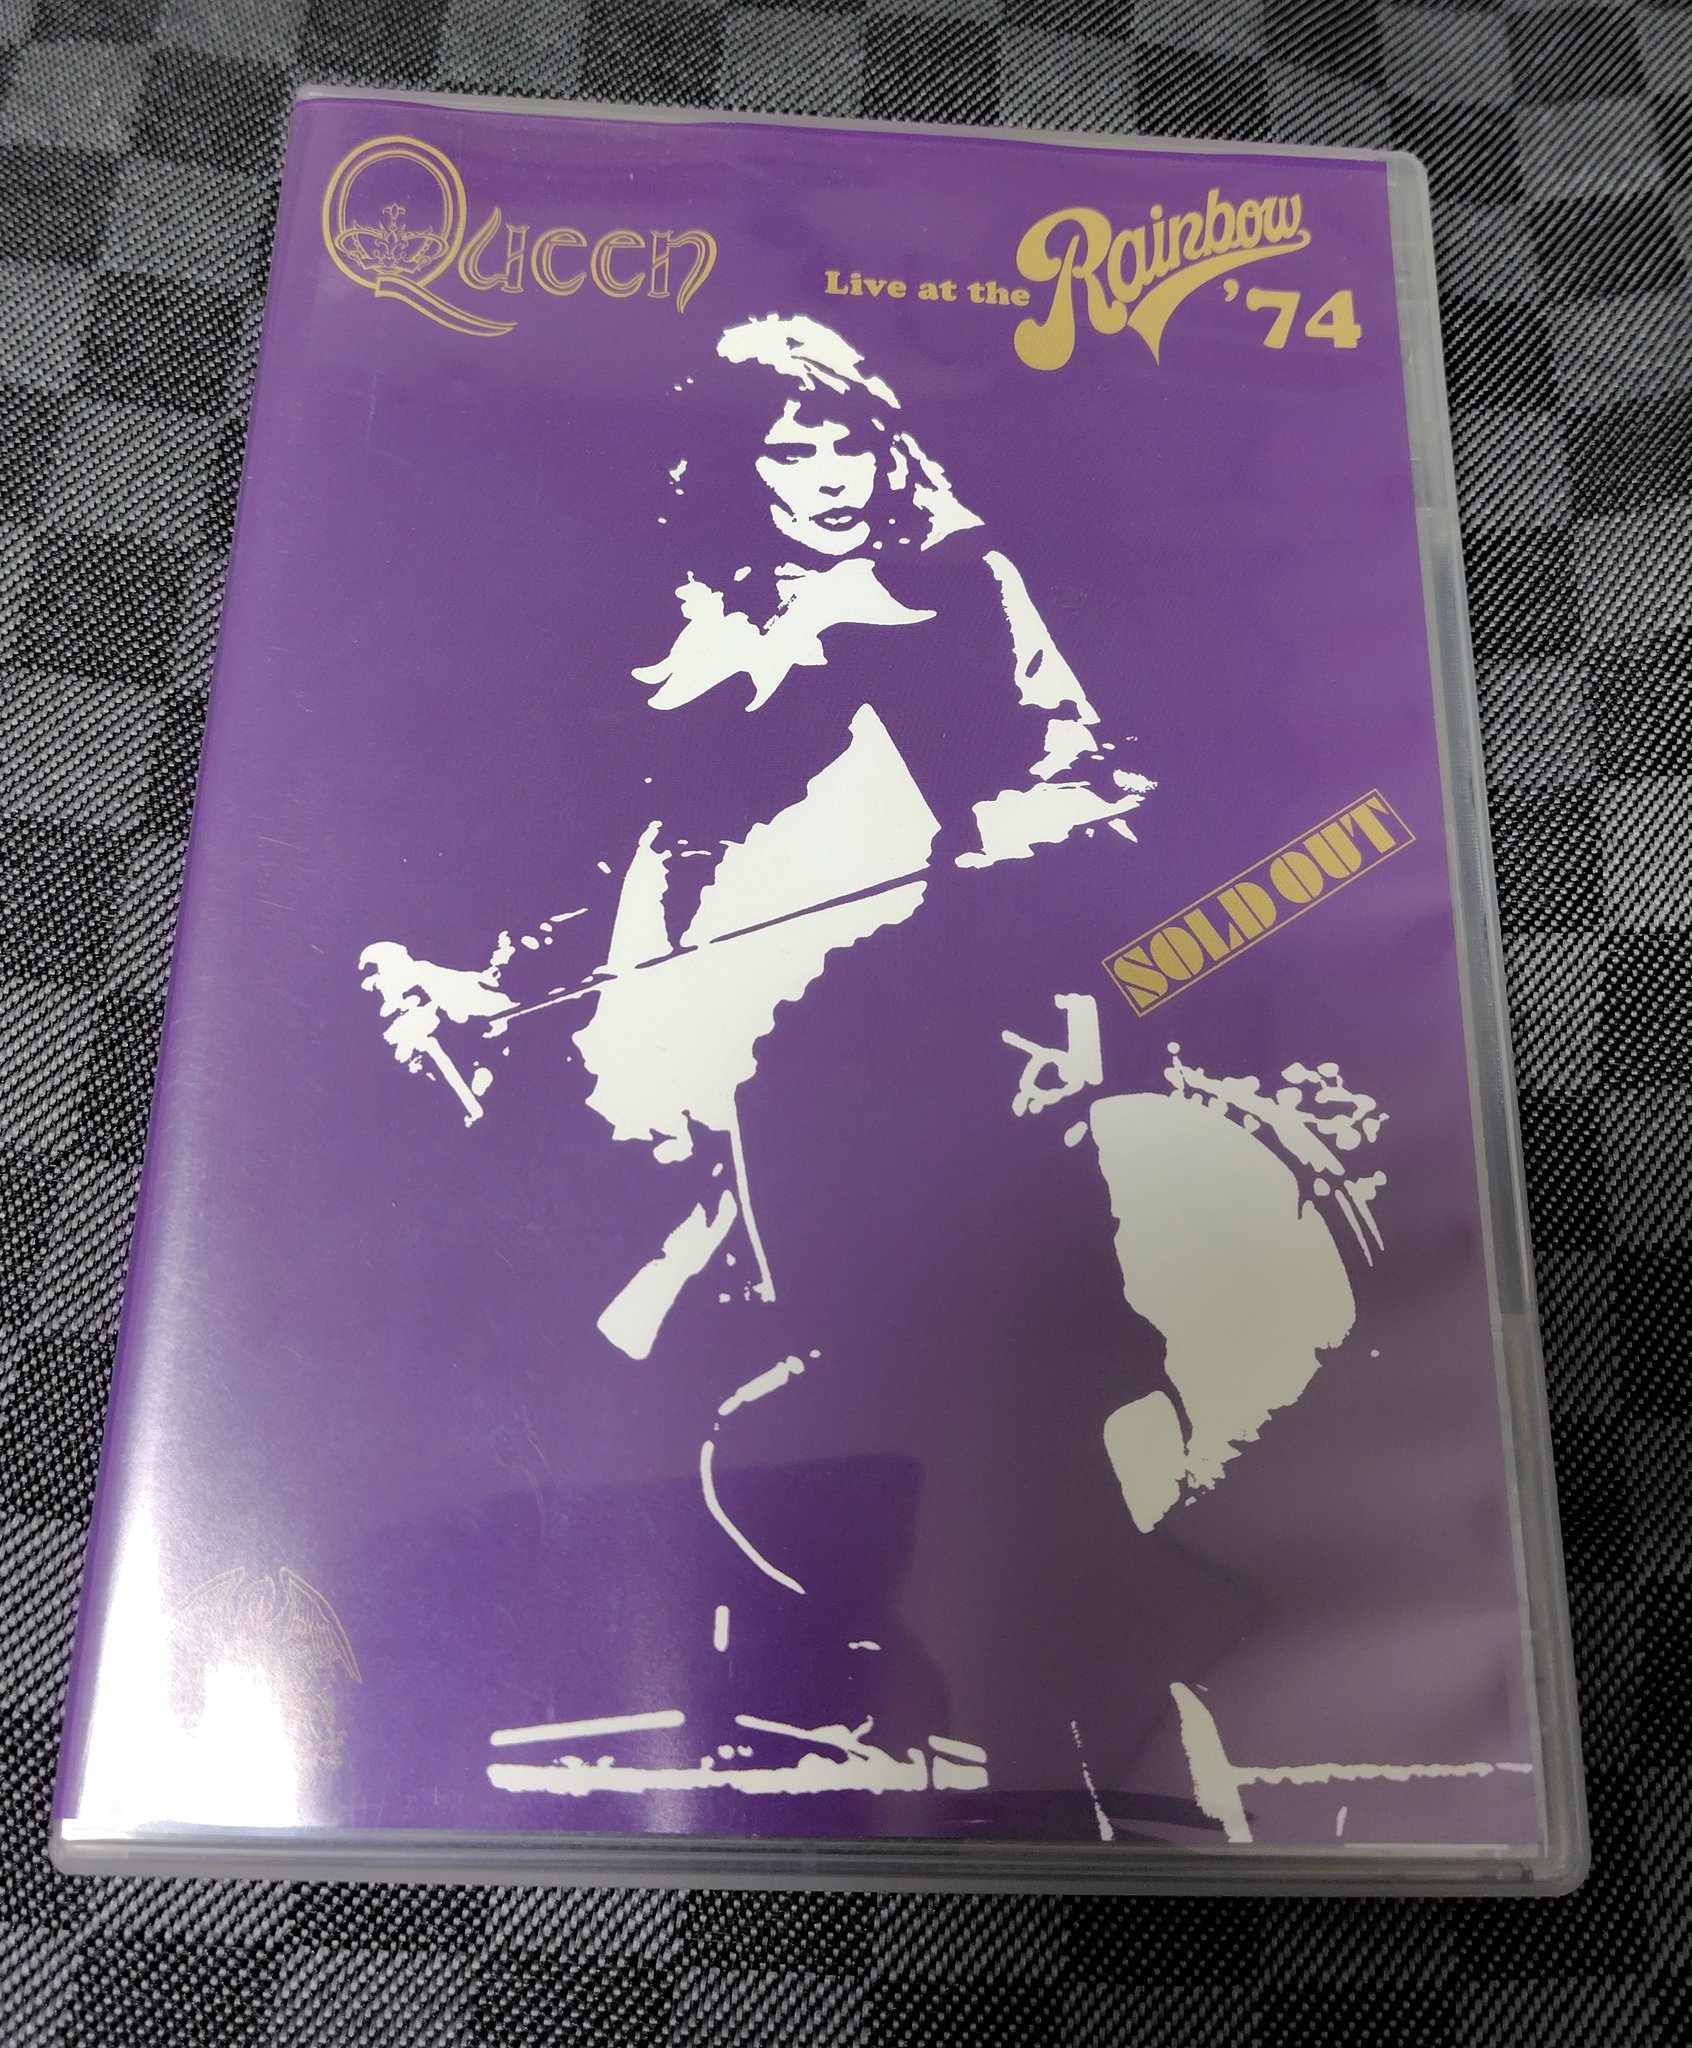 Queen
Live at the Rainbow '74
SOLD OUT